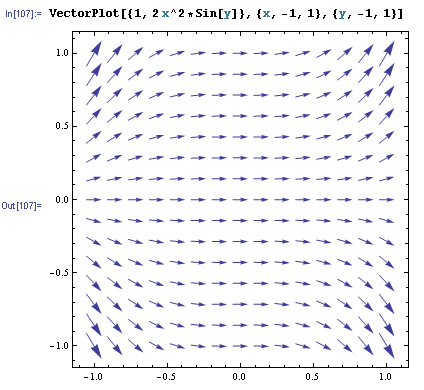 In[107]:= VectorPlot[{1, 2 x^2*Sin[y]}, {x, -1, 1}, {y, -1, 1}]
1.0
0.5
Out[107]= 0.0
-0.5
-1.0
-1.0 -0.5 0.0 0.5 1.0